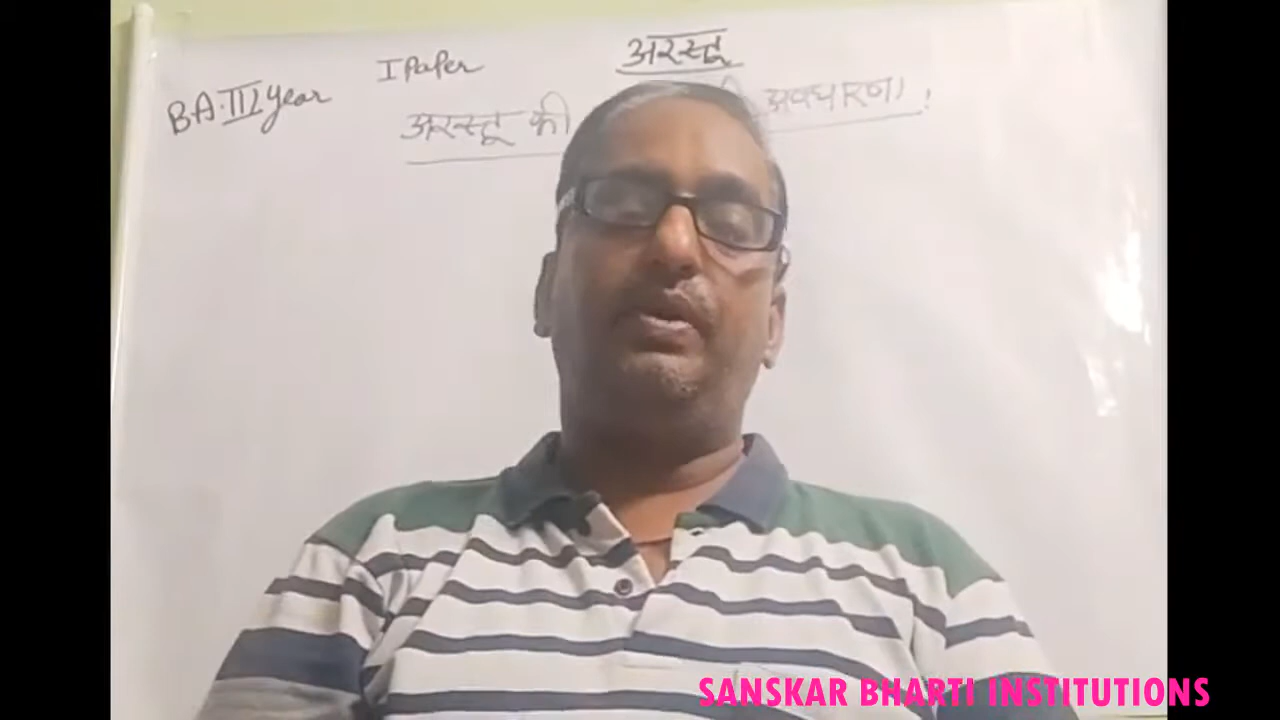 अरस्तू
I Paper
B.A. III Year
अरस्तू की की अवधारणा !
SANSKAR BHARTI INSTITUTIONS